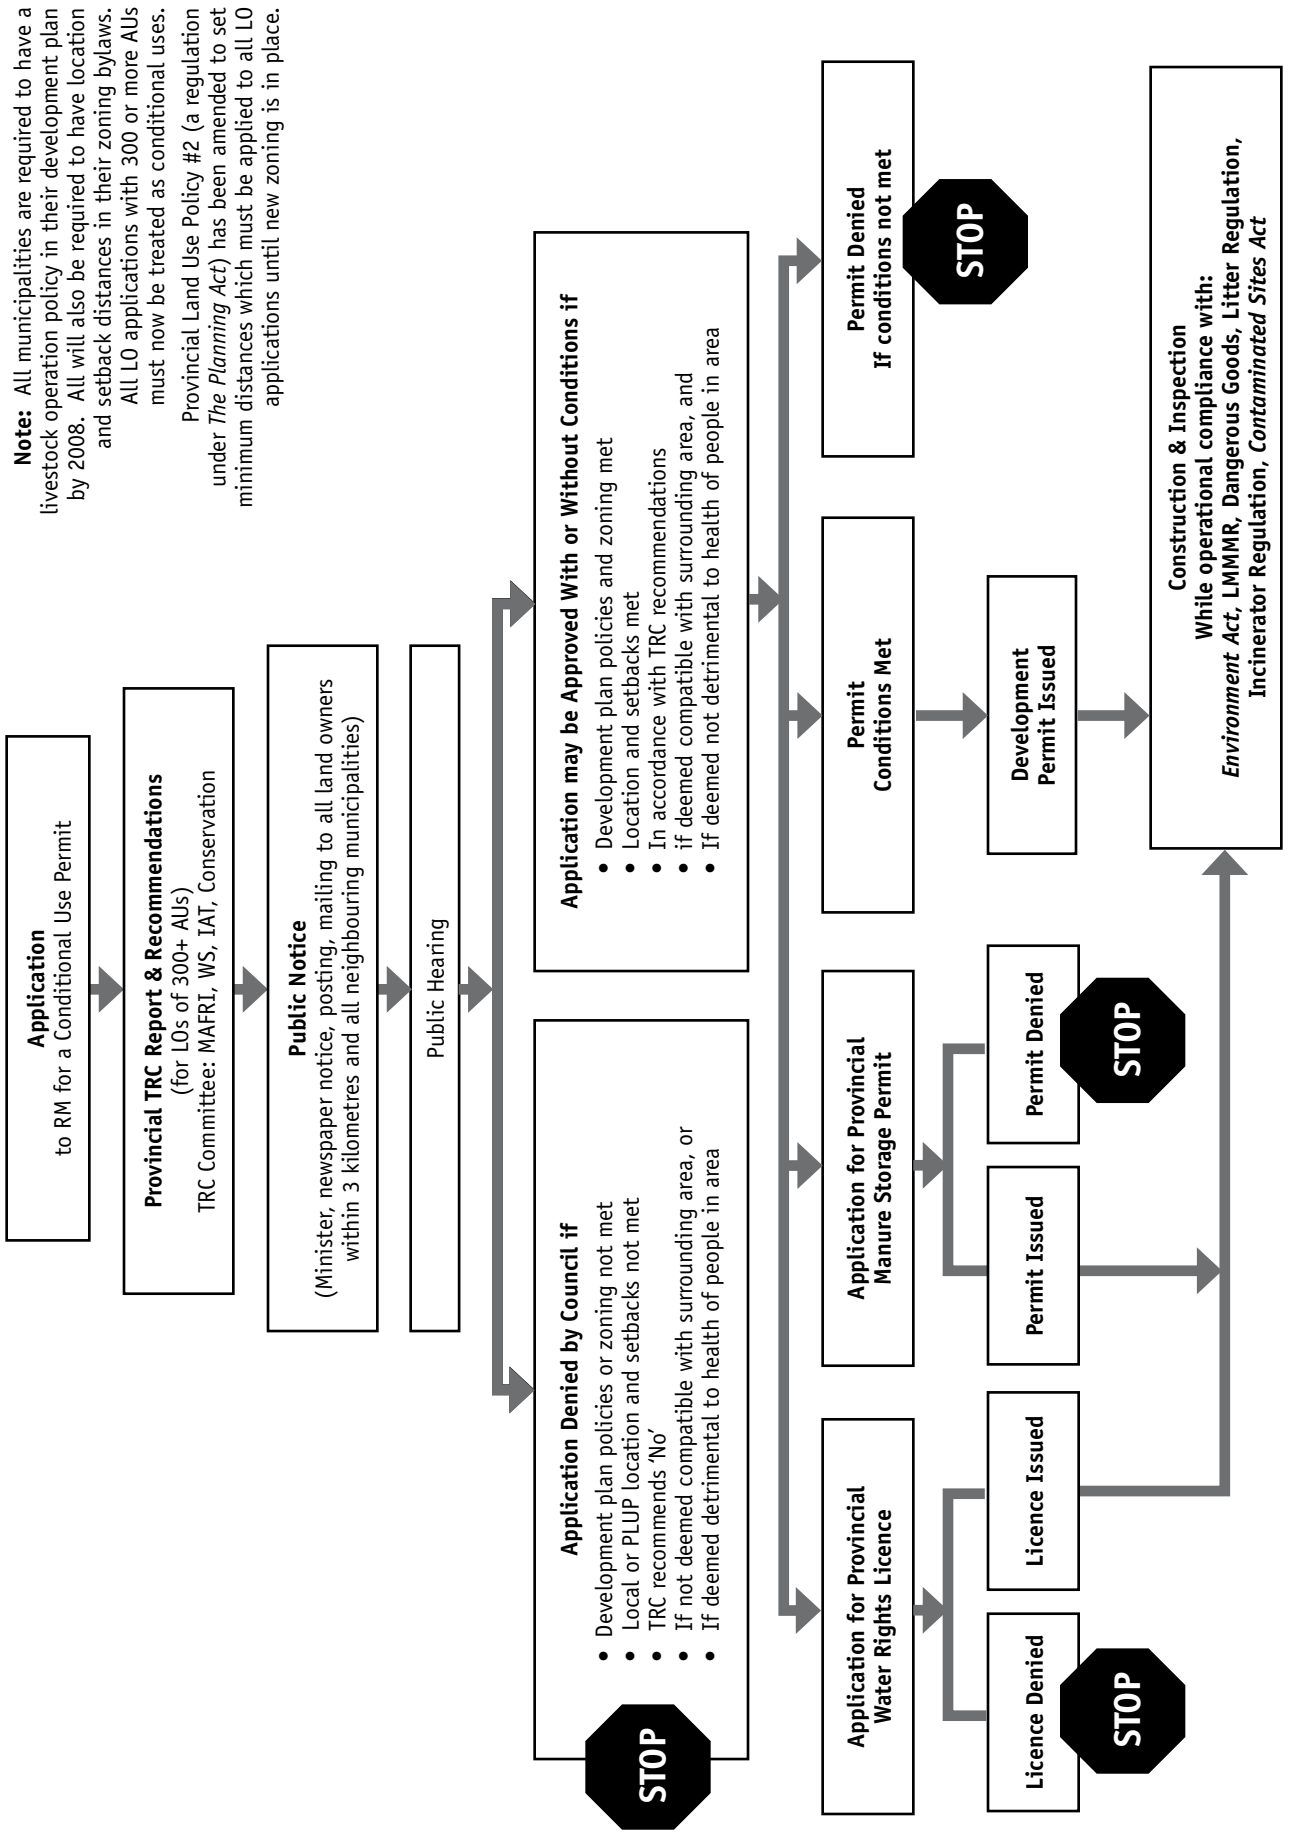 Note: All municipalities are required to have a
livestock operation policy in their development plan
by 2008. All will also be required to have location
and setback distances in their zoning bylaws.
All LO applications with 300 or more AUs
must now be treated as conditional uses.
Provincial Land Use Policy #2 (a regulation
under The Planning Act) has been amended to set
minimum distances which must be applied to all LO
applications until new zoning is in place.
Application
to RM for a Conditional Use Permit
Provincial TRC Report & Recommendations
(for LOs of 300+ AUs)
TRC Committee: MAFRI, WS, IAT, Conservation
Public Notice
(Minister, newspaper notice, posting, mailing to all land owners
within 3 kilometres and all neighbouring municipalities)
Public Hearing
Application Denied by Council if
• Development plan policies or zoning not met
• Local or PLUP location and setbacks not met
• TRC recommends ‘No’
• If not deemed compatible with surrounding area, or
• If deemed detrimental to health of people in area
STOP
Application may be Approved With or Without Conditions if
• Development plan policies and zoning met
• Location and setbacks met
• In accordance with TRC recommendations
• if deemed compatible with surrounding area, and
• If deemed not detrimental to health of people in area
Application for Provincial
Water Rights Licence
Application for Provincial
Manure Storage Permit
Permit
Conditions Met
Permit Denied
If conditions not met
STOP
Licence Denied
STOP
Licence Issued
Permit Issued
Permit Denied
STOP
Development
Permit Issued
Construction & Inspection
While operational compliance with:
Environment Act, LMMMR, Dangerous Goods, Litter Regulation,
Incinerator Regulation, Contaminated Sites Act